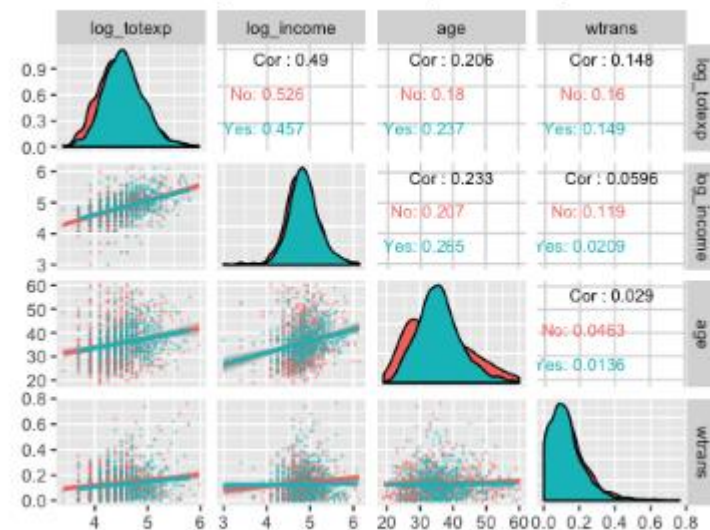 log_totexp log_income age wtrans
0.9
0.6
0.3
0.0
Cor : 0.49
No: 0.526
Yes: 0.457
Cor : 0.206
No: 0.18
Yes: 0.237
Cor : 0.148
No: 0.16
Yes: 0.149
log_totexp
6
5
4
3
Cor : 0.233
No: 0.207
Yes: 0.265
Cor : 0.0596
No: 0.119
Yes: 0.0209
log_income
60
50
40
30
20
Cor : 0.029
No: 0.0463
Yes: 0.0136
age
0.8
0.6
0.4
0.2
0.0
wtrans
4 5 6 3 4 5 6 20 30 40 50 60 0.0 0.2 0.4 0.6 0.8